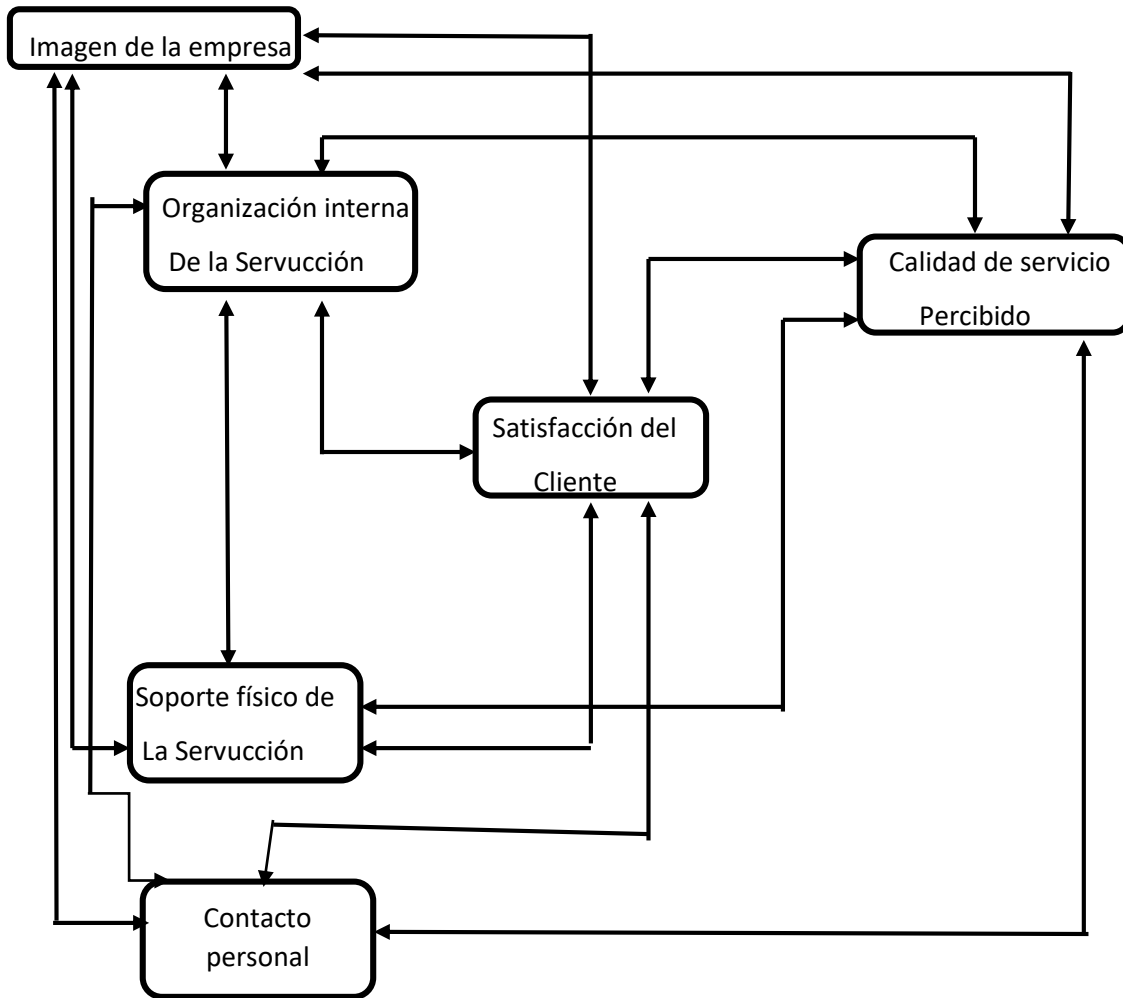 Imagen de la empresa
Organización interna
De la Servucción
Calidad de servicio
Percibido
Satisfacción del
Cliente
Soporte físico de
La Servucción
Contacto
personal